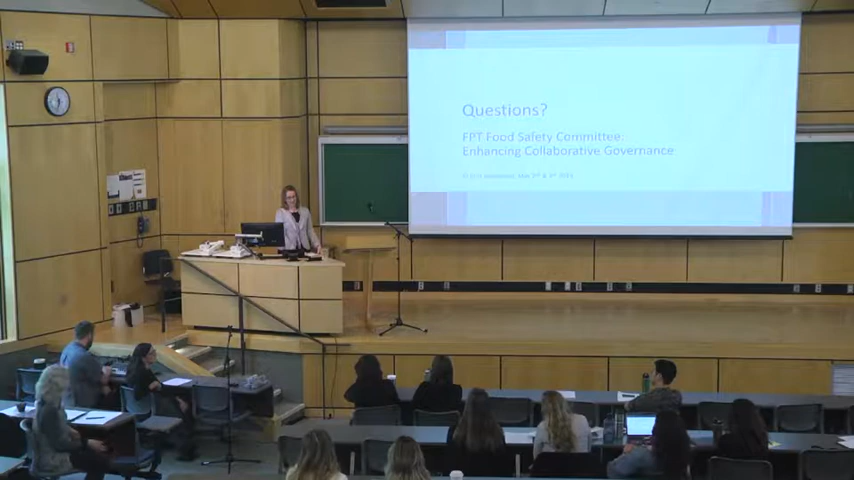 Questions?
FPT Food Safety Committee:
Enhancing Collaborative Governance